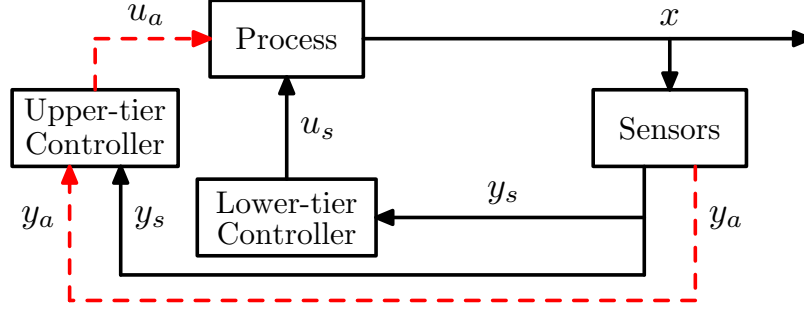 u_a
x
Process
Upper-tier
Controller
u_s
Sensors
y_a
y_s
Lower-tier
Controller
y_s
y_a